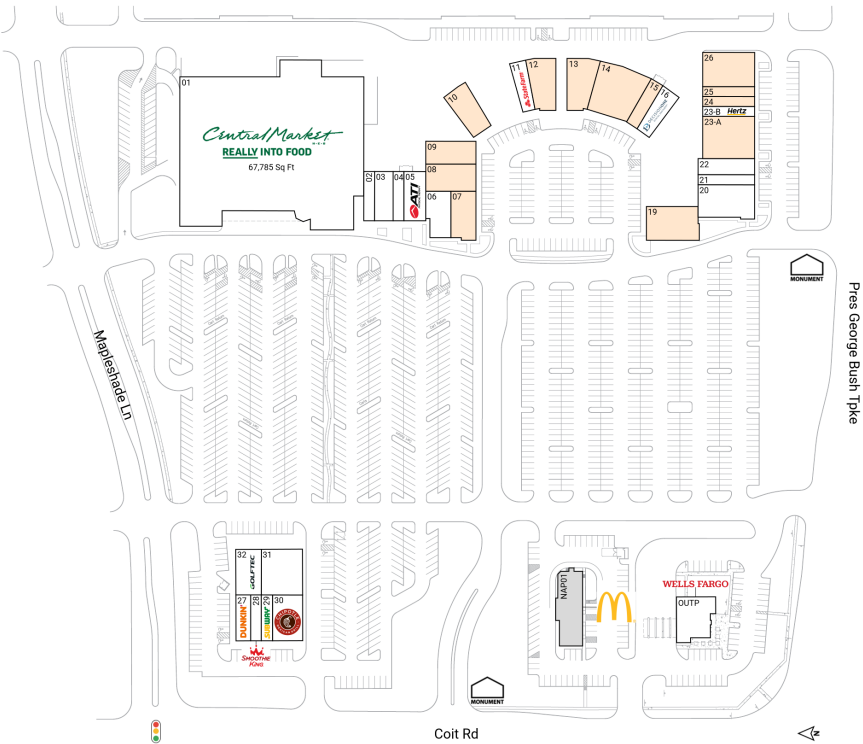 01
Central Market
H-E-B
REALLY INTO FOOD
67,785 Sq Ft
02
03
04
05
ATI
06
07
08
09
10
11
StateFarm
12
13
14
15
16
26
25
24
23-B
Hertz
23-A
22
21
20
19
MONUMENT
Mapleshade Ln
Pres George Bush Tpke
32
GOLFTEC
31
27
DUNKIN'
28
29
SUBWAY
30
CHIPOTLE
SMOOTHIE
KING
NAP01
WELLS FARGO
OUTP
MONUMENT
Coit Rd
N